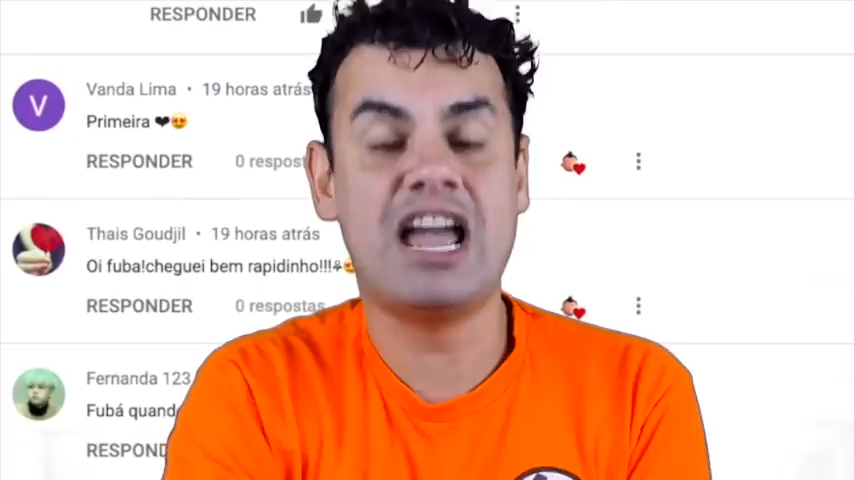 RESPONDER
Vanda Lima • 19 horas atrás
Primeira ❤😍
RESPONDER 0 respost
Thais Goudjil • 19 horas atrás
Oi fuba!cheguei bem rapidinho!!!⚘😍
RESPONDER 0 respostas
Fernanda 123
Fubá quand
RESPOND